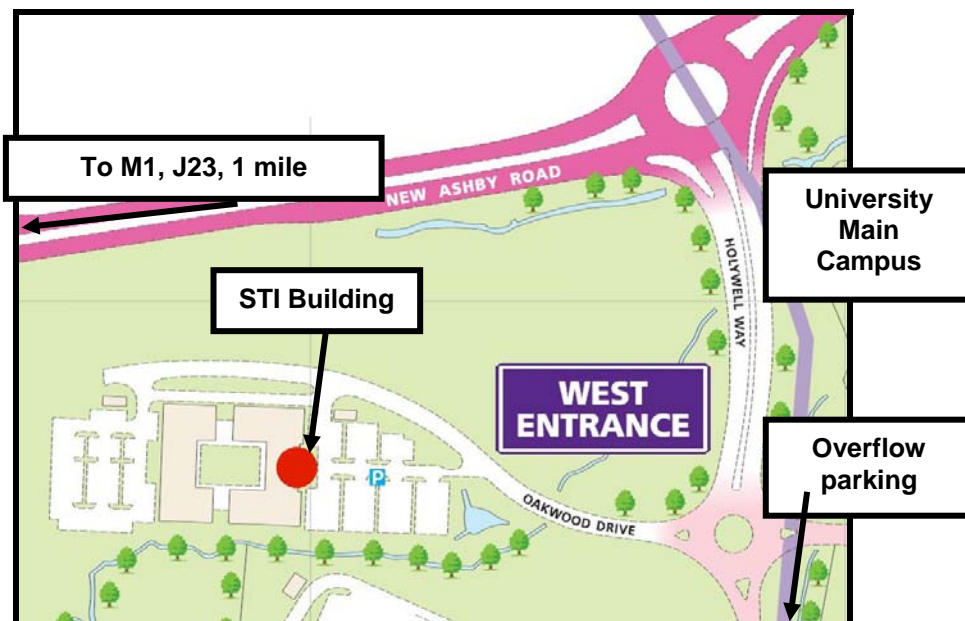 To M1, J23, 1 mile
NEW ASHBY ROAD
University
Main
Campus
HOLYWELL WAY
STI Building
WEST
ENTRANCE
Overflow
parking
P
OAKWOOD DRIVE